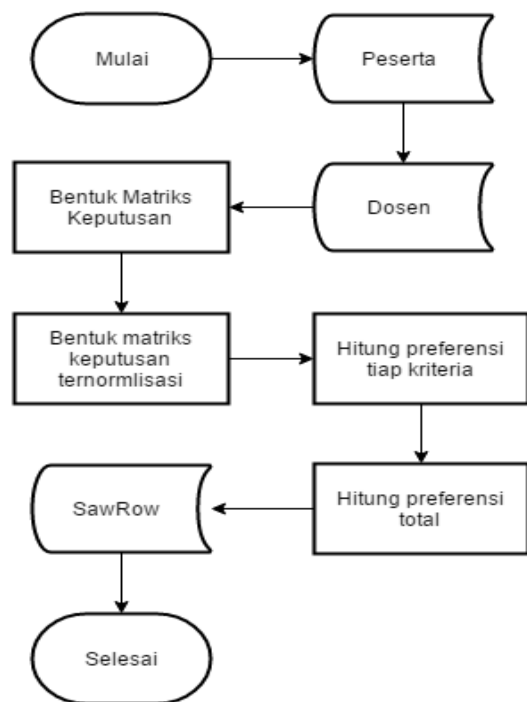 Mulai
Peserta
Dosen
Bentuk Matriks
Keputusan
Bentuk matriks
keputusan
ternormlisasi
Hitung preferensi
tiap kriteria
Hitung preferensi
total
SawRow
Selesai